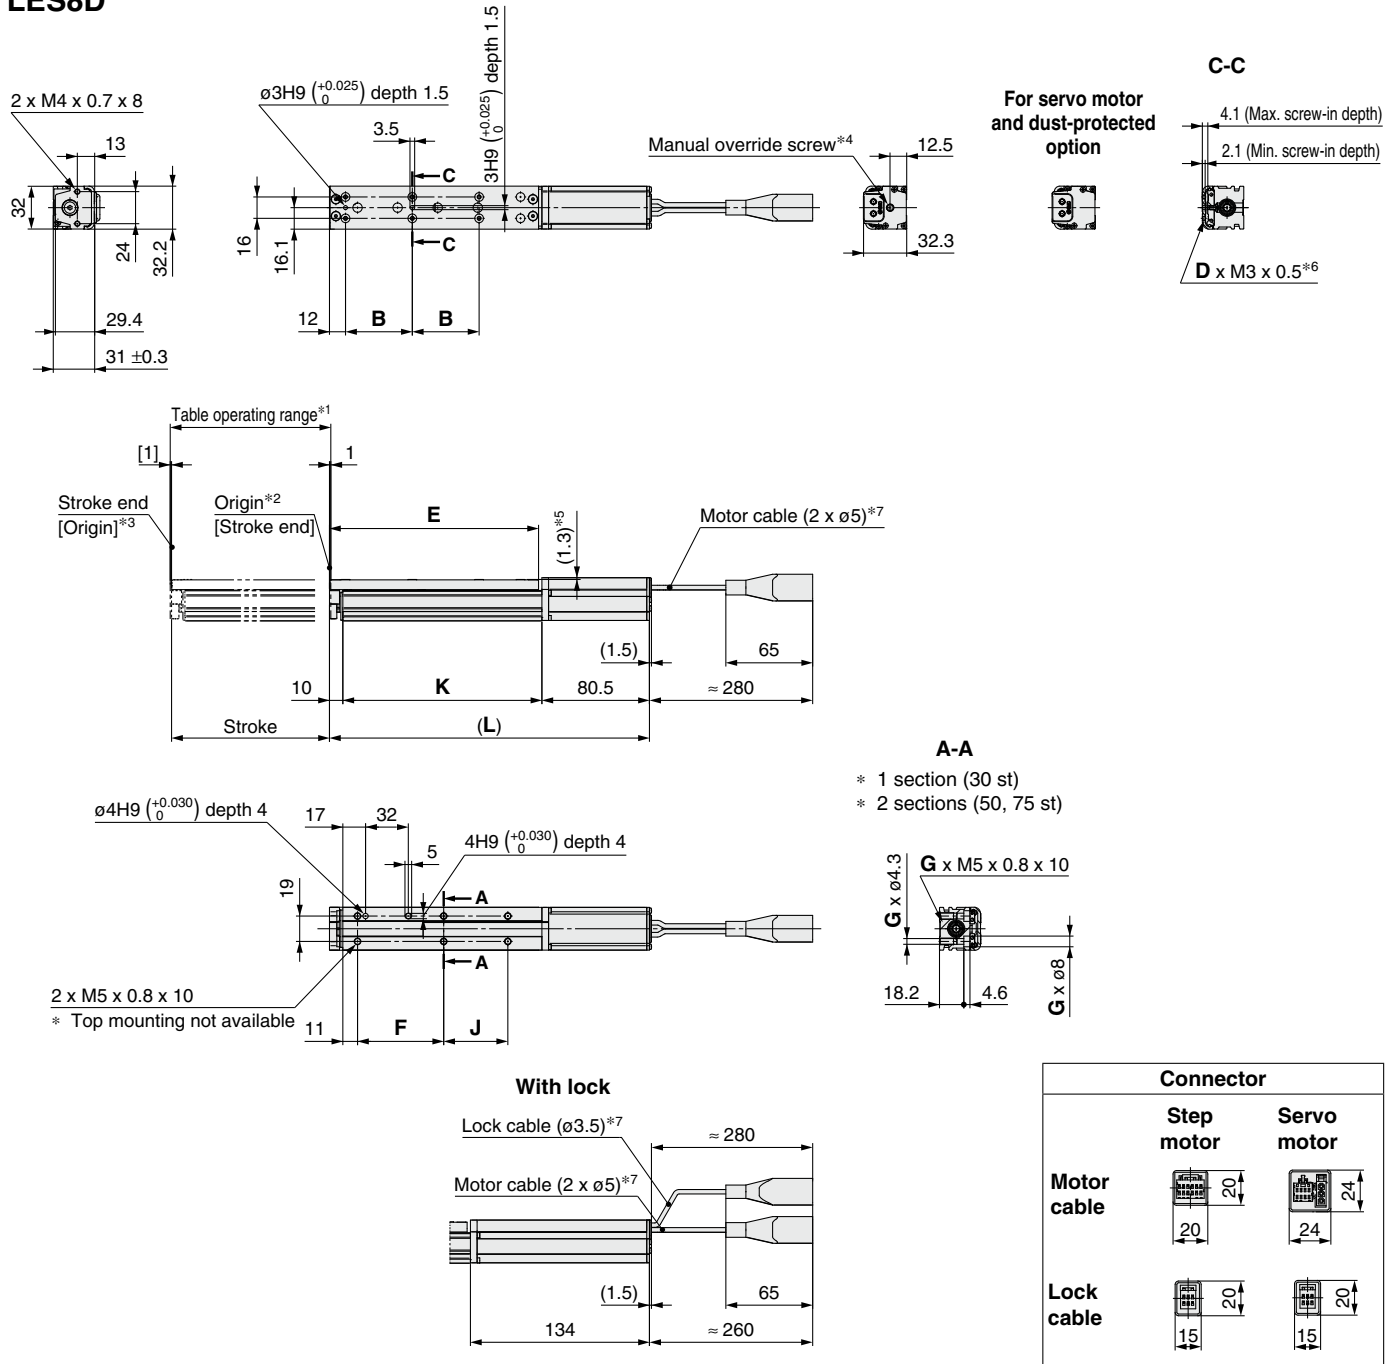 LES8D
2 x M4 x 0.7 x 8
13
32
24
32.2
29.4
31 ±0.3
ø3H9 (+0.025 0) depth 1.5
3.5
3H9 (+0.025 0) depth 1.5
C
C
16
16.1
12
B
B
Manual override screw*4
12.5
32.3
For servo motor
and dust-protected
option
C-C
4.1 (Max. screw-in depth)
2.1 (Min. screw-in depth)
D x M3 x 0.5*6
Table operating range*1
[1]
1
Stroke end
[Origin]*3
Origin*2
[Stroke end]
E
(1.3)*5
Motor cable (2 x ø5)*7
(1.5)
65
10
K
80.5
≈ 280
Stroke
(L)
A-A
* 1 section (30 st)
* 2 sections (50, 75 st)
ø4H9 (+0.030 0) depth 4
17
32
5
4H9 (+0.030 0) depth 4
19
A
A
2 x M5 x 0.8 x 10
* Top mounting not available
11
F
J
G x ø4.3
G x M5 x 0.8 x 10
18.2
4.6
G x ø8
With lock
Lock cable (ø3.5)*7
≈ 280
Motor cable (2 x ø5)*7
(1.5)
65
134
≈ 260
Connector
Step
motor
Servo
motor
Motor
cable
20
20
24
24
Lock
cable
20
15
20
15